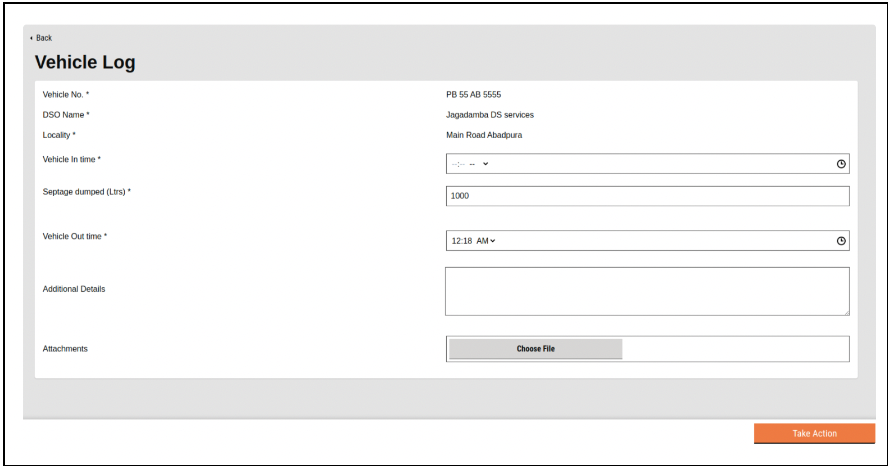 Back
Vehicle Log
Vehicle No. * PB 55 AB 5555
DSO Name * Jagadamba DS services
Locality * Main Road Abadpura
Vehicle In time * --:-- --
Septage dumped (Ltrs) * 1000
Vehicle Out time * 12:18 AM
Additional Details
Attachments Choose File
Take Action